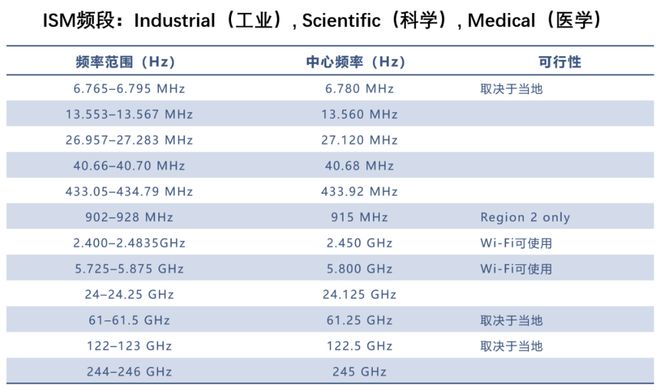 ISM频段：Industrial（工业）, Scientific（科学）, Medical（医学）
频率范围（Hz） 中心频率（Hz） 可行性
6.765–6.795 MHz 6.780 MHz 取决于当地
13.553–13.567 MHz 13.560 MHz
26.957–27.283 MHz 27.120 MHz
40.66–40.70 MHz 40.68 MHz
433.05–434.79 MHz 433.92 MHz
902–928 MHz 915 MHz Region 2 only
2.400–2.4835GHz 2.450 GHz Wi-Fi可使用
5.725–5.875 GHz 5.800 GHz Wi-Fi可使用
24–24.25 GHz 24.125 GHz
61–61.5 GHz 61.25 GHz 取决于当地
122–123 GHz 122.5 GHz 取决于当地
244–246 GHz 245 GHz